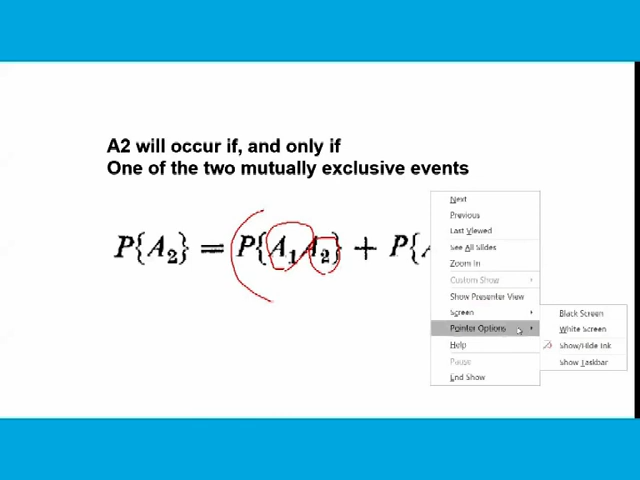 A2 will occur if, and only if
One of the two mutually exclusive events
P{A₂} = P{A₁A₂} + P{
Next
Previous
Last Viewed
See All Slides
Zoom In
Custom Show
Show Presenter View
Screen
Pointer Options
Help
Pause
End Show
Black Screen
White Screen
Show/Hide Ink
Show Taskbar